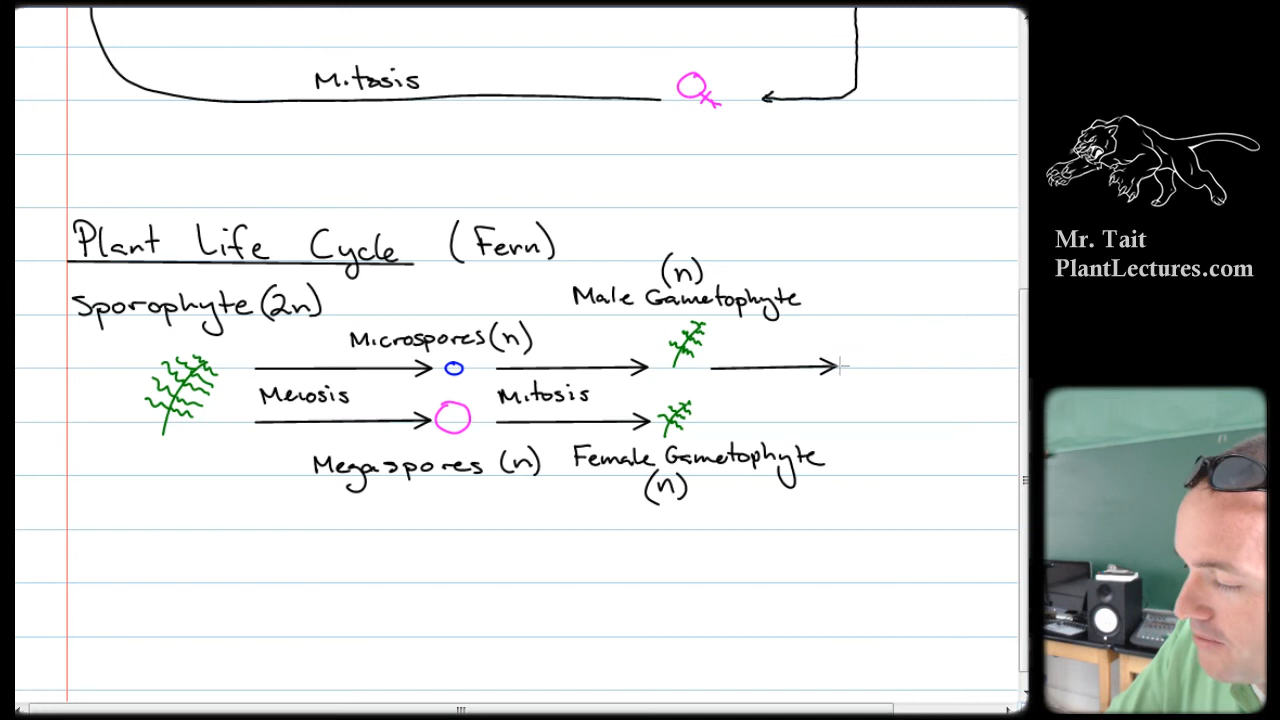 Mitosis
Plant Life Cycle (Fern)
Sporophyte (2n)
(n)
Male Gametophyte
Microspores (n)
Meiosis
Mitosis
Megaspores (n)
Female Gametophyte
(n)
Mr. Tait
PlantLectures.com